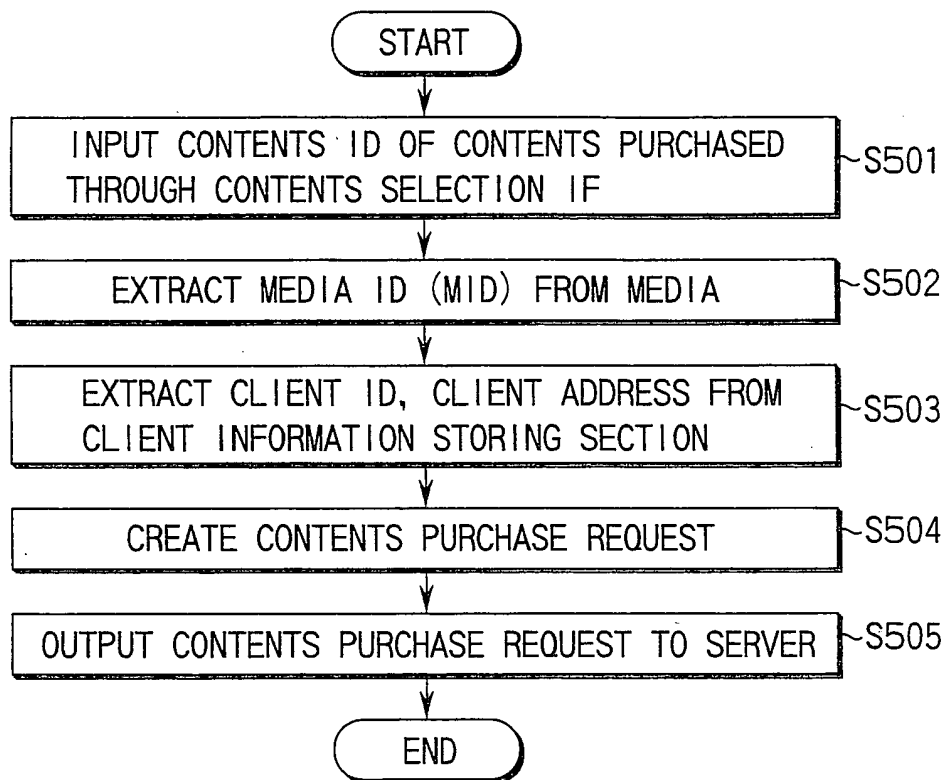 START
INPUT CONTENTS ID OF CONTENTS PURCHASED
THROUGH CONTENTS SELECTION IF
S501
EXTRACT MEDIA ID (MID) FROM MEDIA
S502
EXTRACT CLIENT ID, CLIENT ADDRESS FROM
CLIENT INFORMATION STORING SECTION
S503
CREATE CONTENTS PURCHASE REQUEST
S504
OUTPUT CONTENTS PURCHASE REQUEST TO SERVER
S505
END